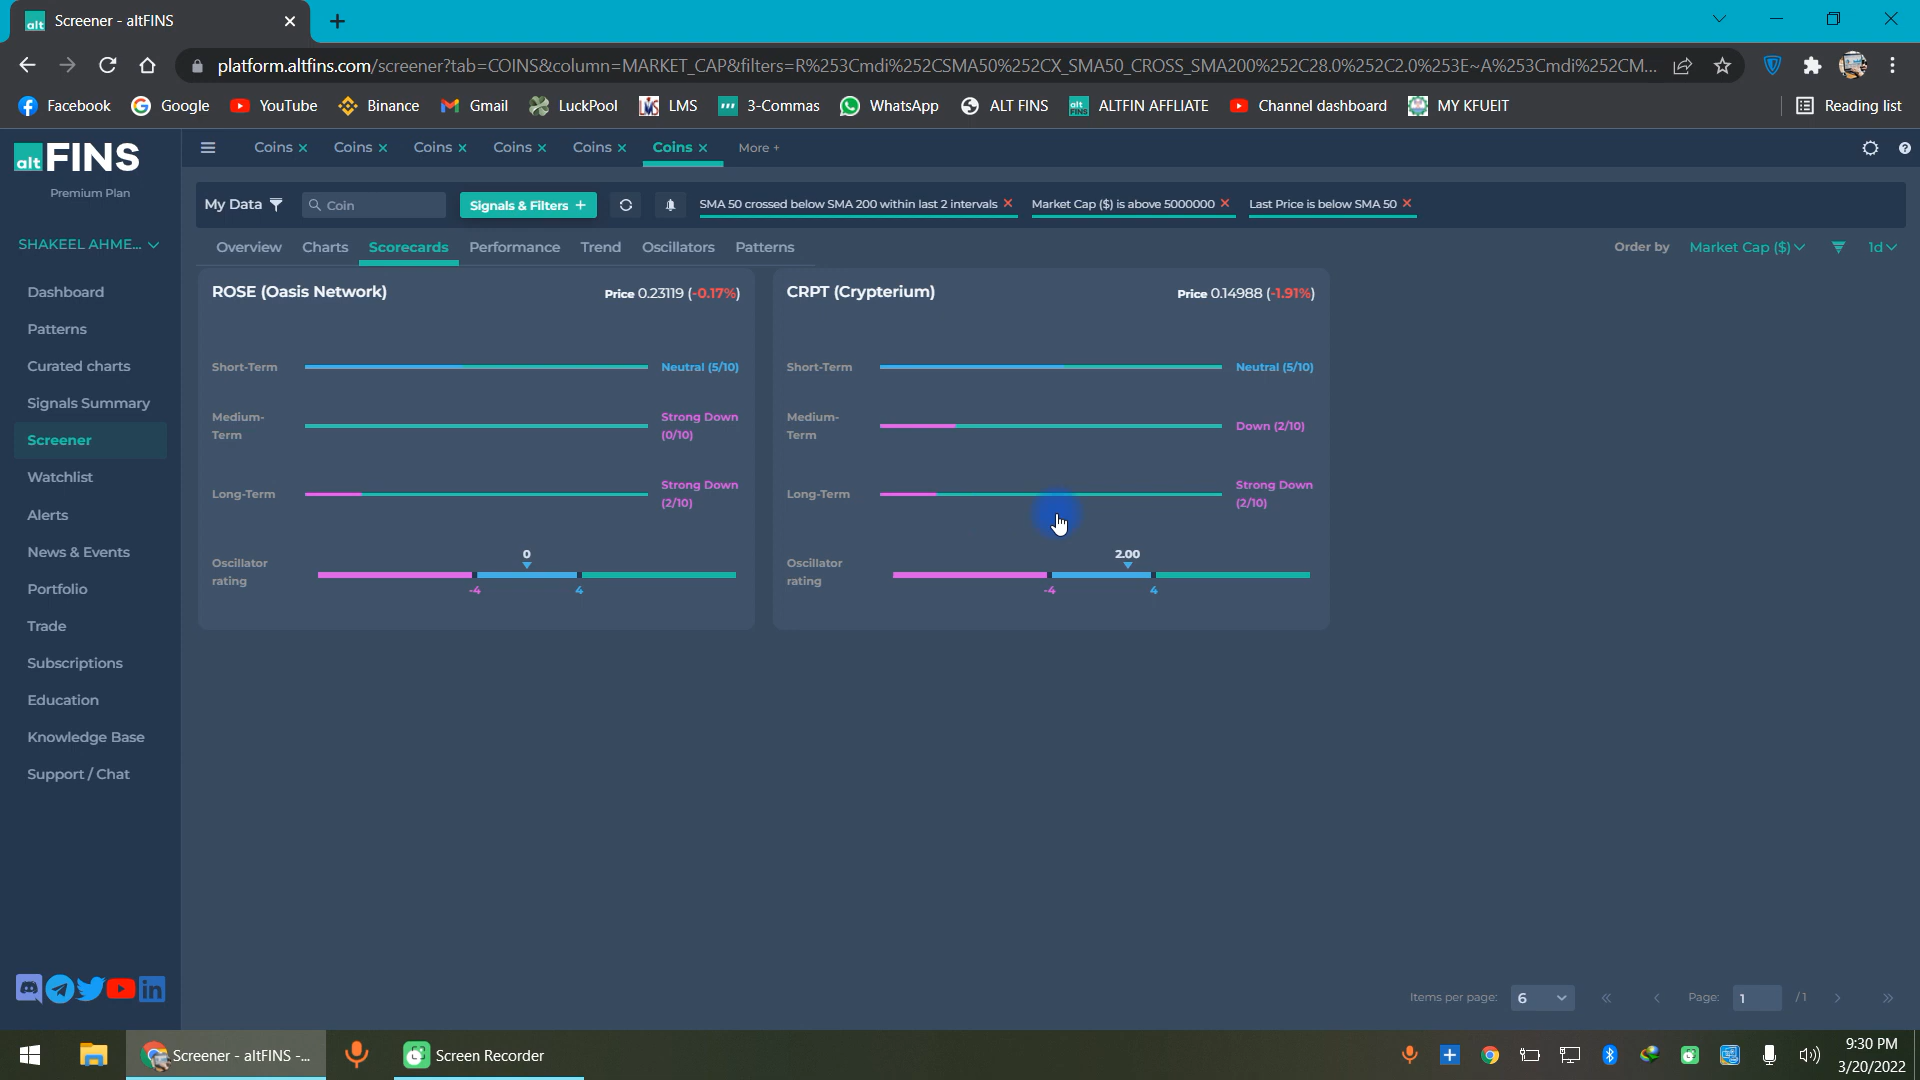 Screener - altFINS
platform.altfins.com/screener?tab=COINS&column=MARKET_CAP&filters=R%253Cmdi%252CSMA50%252CX_SMA50_CROSS_SMA200%252C28.0%252C2.0%253E~A%253Cmdi%252CM...
Facebook Google YouTube Binance Gmail LuckPool LMS 3-Commas WhatsApp ALT FINS ALTFIN AFFLIATE Channel dashboard MY KFUEIT Reading list
alt FINS
Premium Plan
SHAKEEL AHME...
Dashboard
Patterns
Curated charts
Signals Summary
Screener
Watchlist
Alerts
News & Events
Portfolio
Trade
Subscriptions
Education
Knowledge Base
Support / Chat
Coins × Coins × Coins × Coins × Coins × Coins × More +
My Data Coin Signals & Filters + SMA 50 crossed below SMA 200 within last 2 intervals × Market Cap ($) is above 5000000 × Last Price is below SMA 50 ×
Overview Charts Scorecards Performance Trend Oscillators Patterns Order by Market Cap ($) 1d
ROSE (Oasis Network) Price 0.23119 (-0.17%)
Short-Term Neutral (5/10)
Medium-Term Strong Down (0/10)
Long-Term Strong Down (2/10)
Oscillator rating 0
-4 4
CRPT (Crypterium) Price 0.14988 (-1.91%)
Short-Term Neutral (5/10)
Medium-Term Down (2/10)
Long-Term Strong Down (2/10)
Oscillator rating 2.00
-4 4
Items per page: 6 Page: 1 / 1
Screener - altFINS -... Screen Recorder
9:30 PM
3/20/2022